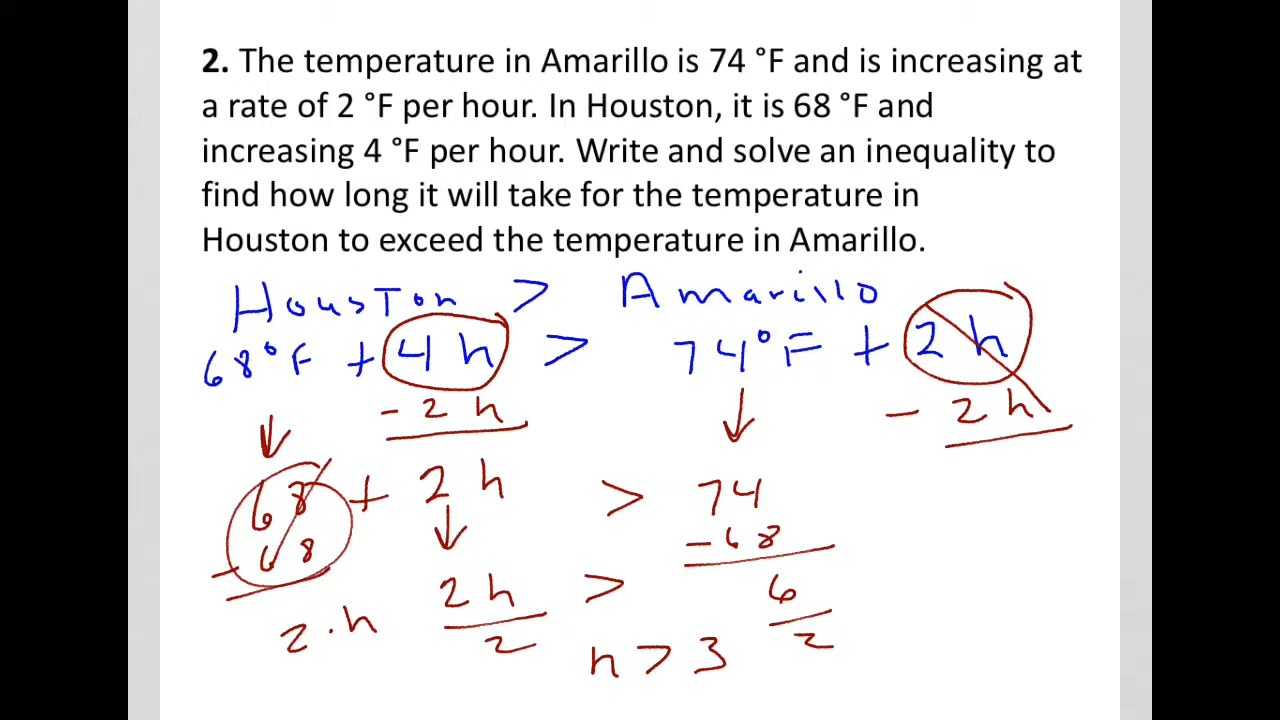 2. The temperature in Amarillo is 74 °F and is increasing at
a rate of 2 °F per hour. In Houston, it is 68 °F and
increasing 4 °F per hour. Write and solve an inequality to
find how long it will take for the temperature in
Houston to exceed the temperature in Amarillo.
Houston > Amarillo
68°F + 4h > 74°F + 2h
- 2h - 2h
68 + 2h > 74
- 68 - 68
2h > 6
2 · h 2 2
h > 3